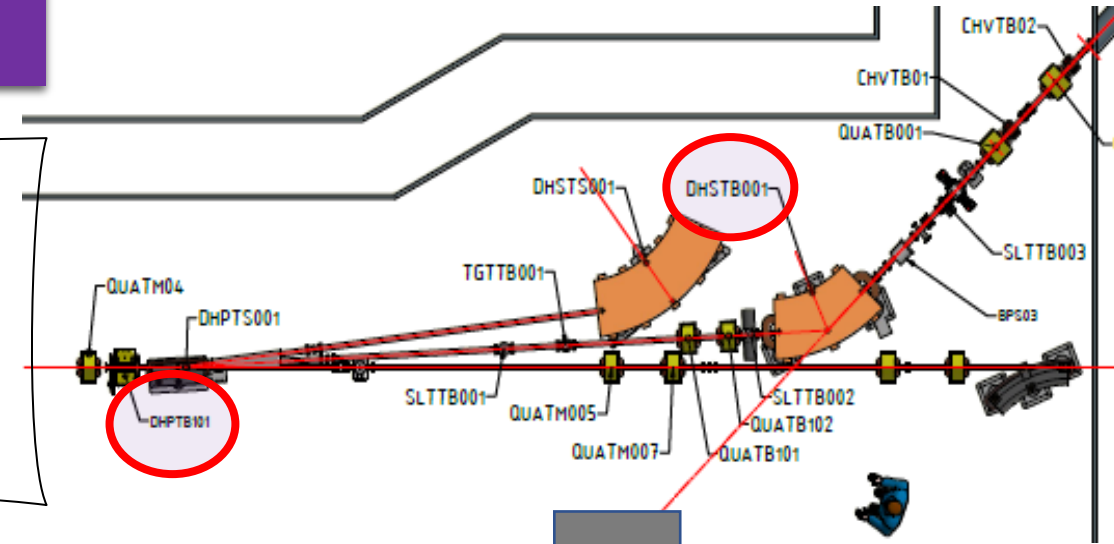 CHVTB02
CHVTB01
QUATB001
DHSTS001
DHSTB001
SLTTB003
TGTTB001
QUATM04
DHPTS001
BPS03
SLTTB001
SLTTB002
QUATM005
DHPTB101
QUATB102
QUATM007
QUATB101